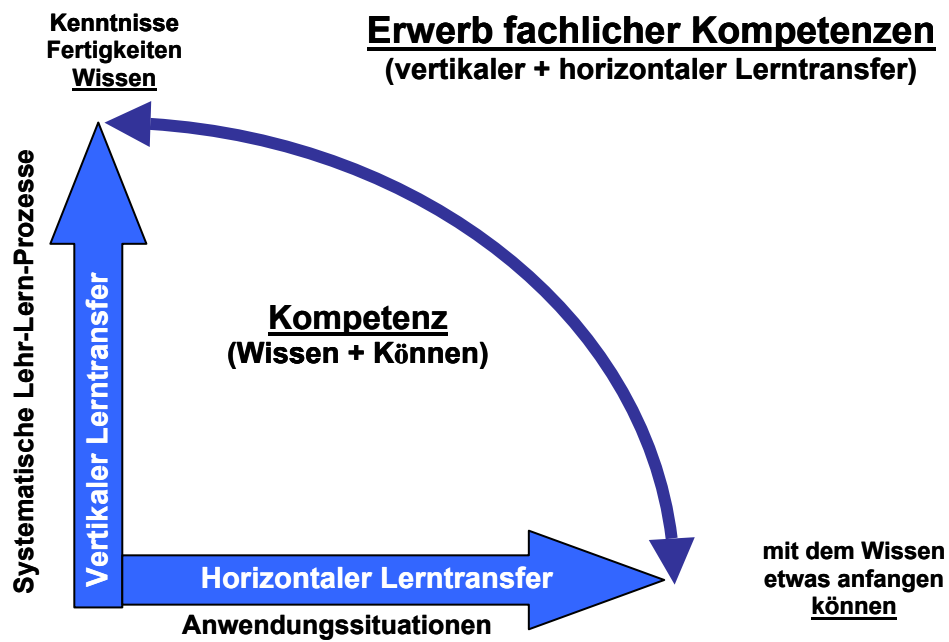 Kenntnisse
Fertigkeiten
Wissen
Erwerb fachlicher Kompetenzen
(vertikaler + horizontaler Lerntransfer)
Systematische Lehr-Lern-Prozesse
Vertikaler Lerntransfer
Kompetenz
(Wissen + Können)
Horizontaler Lerntransfer
Anwendungssituationen
mit dem Wissen
etwas anfangen
können